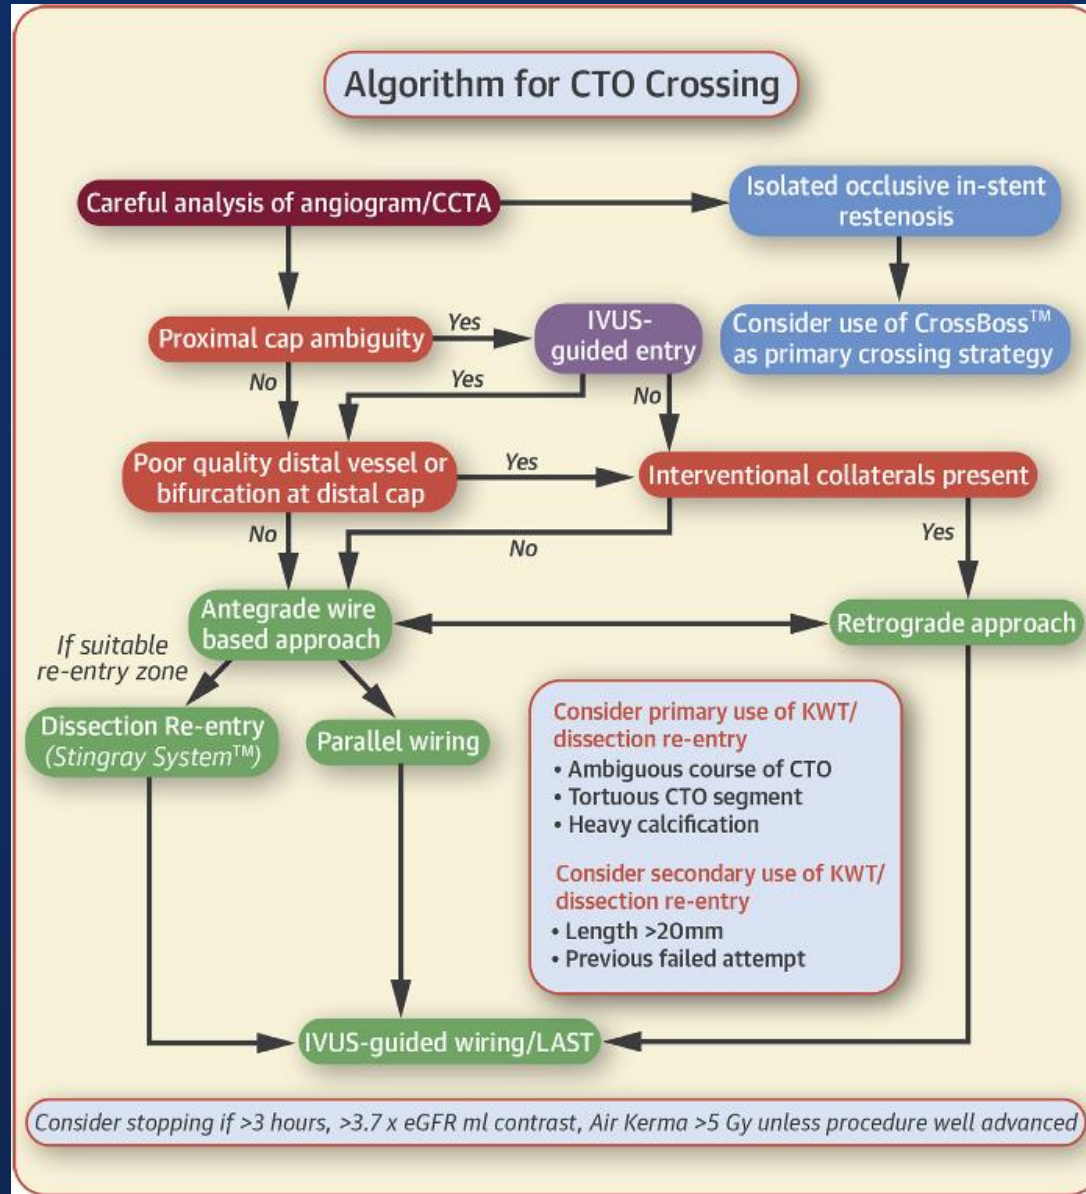 Algorithm for CTO Crossing
Careful analysis of angiogram/CCTA
Isolated occlusive in-stent
restenosis
Proximal cap ambiguity
Yes
IVUS-
guided entry
Consider use of CrossBoss™
as primary crossing strategy
No
Yes
No
Poor quality distal vessel or
bifurcation at distal cap
Yes
Interventional collaterals present
No
No
Yes
Antegrade wire
based approach
Retrograde approach
If suitable
re-entry zone
Dissection Re-entry
(Stingray System™)
Parallel wiring
Consider primary use of KWT/
dissection re-entry
• Ambiguous course of CTO
• Tortuous CTO segment
• Heavy calcification
Consider secondary use of KWT/
dissection re-entry
• Length >20mm
• Previous failed attempt
IVUS-guided wiring/LAST
Consider stopping if >3 hours, >3.7 x eGFR ml contrast, Air Kerma >5 Gy unless procedure well advanced